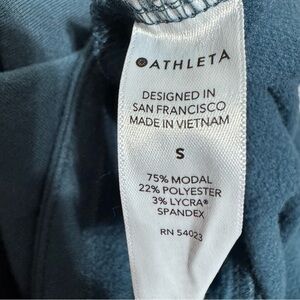 ATHLETA
DESIGNED IN
SAN FRANCISCO
MADE IN VIETNAM
S
75% MODAL
22% POLYESTER
3% LYCRA®
SPANDEX
RN 54023